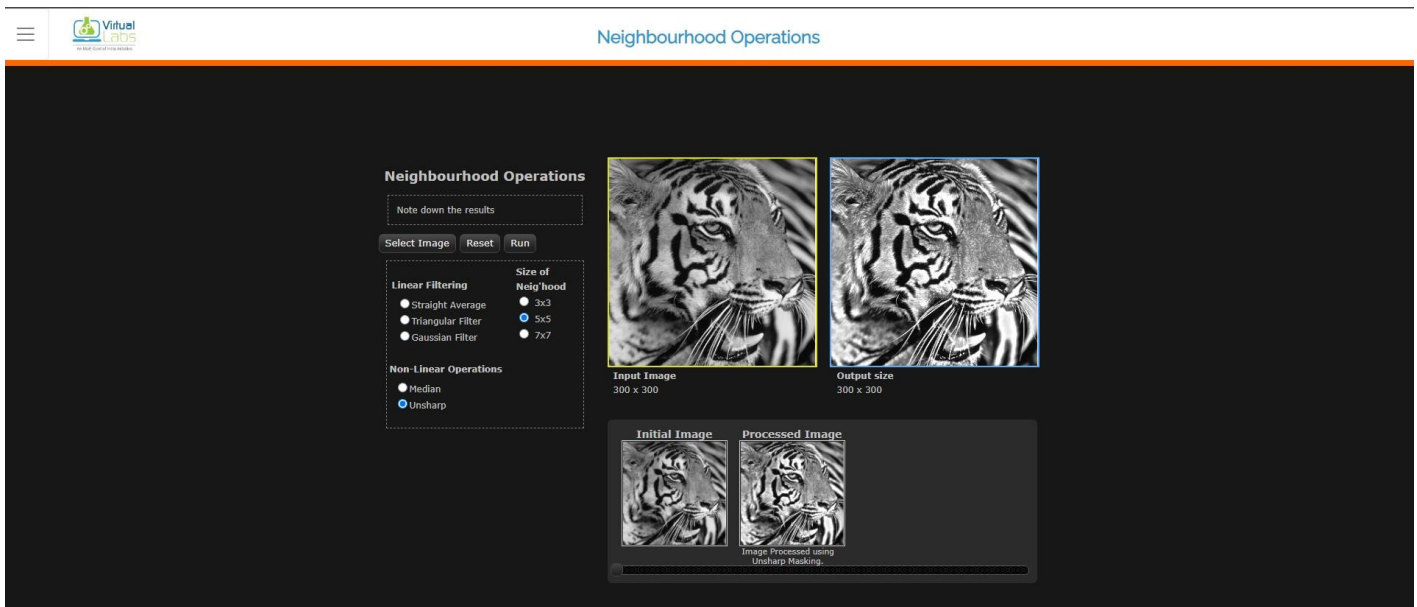 Virtual
Labs
Neighbourhood Operations
Neighbourhood Operations
Note down the results
Select Image Reset Run
Linear Filtering
Straight Average
Triangular Filter
Gaussian Filter
Size of
Neig'hood
3x3
5x5
7x7
Non-Linear Operations
Median
Unsharp
Input Image
300 x 300
Output size
300 x 300
Initial Image
Processed Image
Image Processed using
Unsharp Masking.